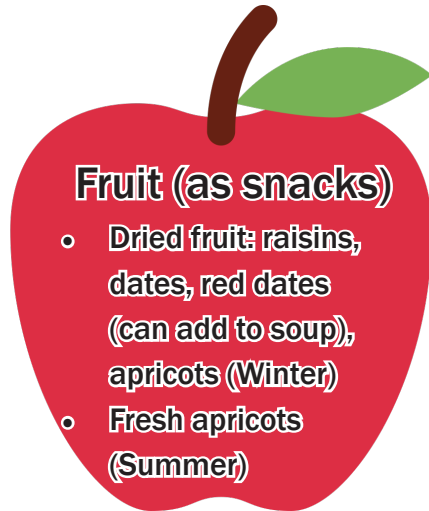 Fruit (as snacks)
• Dried fruit: raisins,
dates, red dates
(can add to soup),
apricots (Winter)
• Fresh apricots
(Summer)